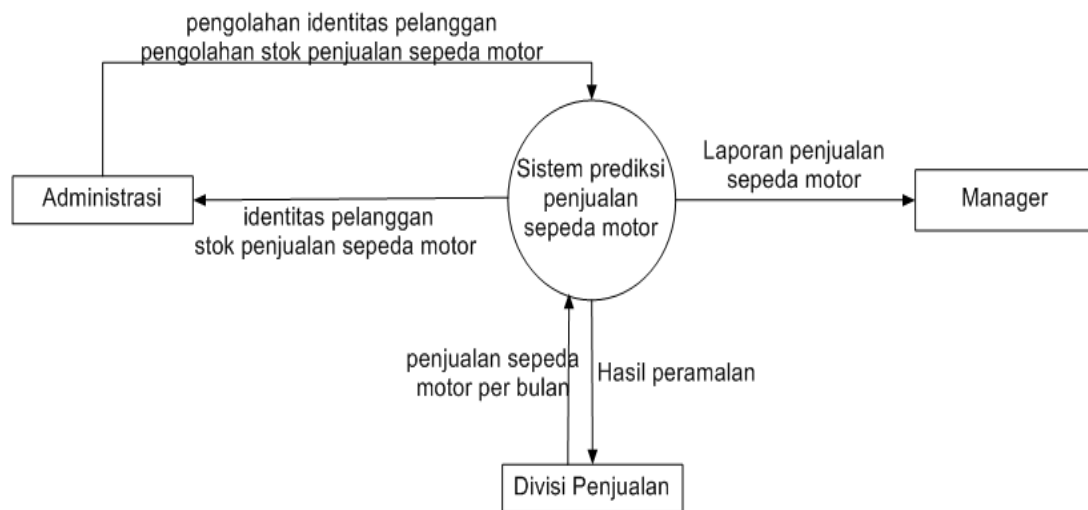 pengolahan identitas pelanggan
pengolahan stok penjualan sepeda motor
Administrasi
identitas pelanggan
stok penjualan sepeda motor
Sistem prediksi
penjualan
sepeda motor
Laporan penjualan
sepeda motor
Manager
penjualan sepeda
motor per bulan
Hasil peramalan
Divisi Penjualan